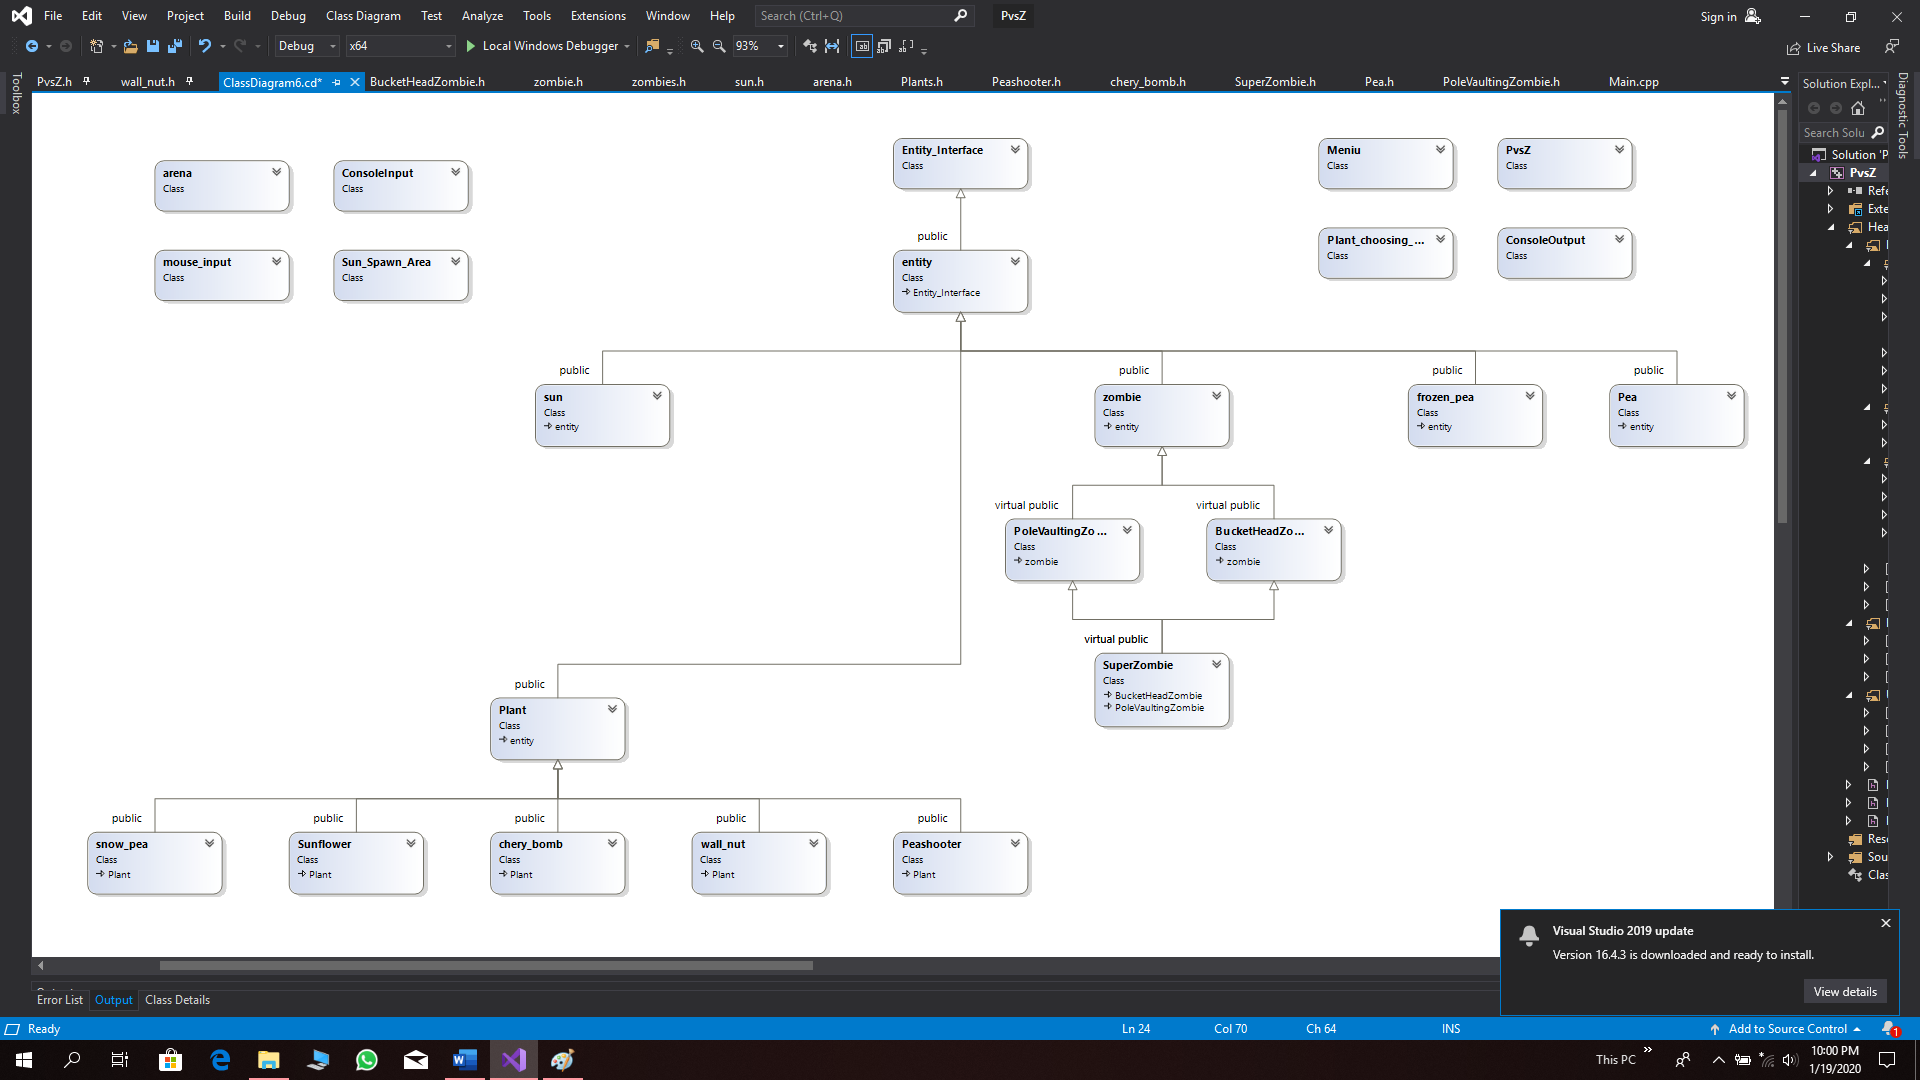 File Edit View Project Build Debug Class Diagram Test Analyze Tools Extensions Window Help Search (Ctrl+Q) PvsZ Sign in
Debug x64 Local Windows Debugger 93% Live Share
PvsZ.h wall_nut.h ClassDiagram6.cd* BucketHeadZombie.h zombie.h zombies.h sun.h arena.h Plants.h Peashooter.h chery_bomb.h SuperZombie.h Pea.h PoleVaultingZombie.h Main.cpp
Toolbox
Solution Expl...
Search Solu
Diagnostic Tools
Solution 'P
PvsZ
Refe
Exte
Hea
Reso
Sou
Clas
arena
Class
ConsoleInput
Class
mouse_input
Class
Sun_Spawn_Area
Class
Entity_Interface
Class
public
entity
Class
Entity_Interface
Meniu
Class
PvsZ
Class
Plant_choosing_...
Class
ConsoleOutput
Class
public
sun
Class
entity
public
zombie
Class
entity
public
frozen_pea
Class
entity
public
Pea
Class
entity
virtual public
PoleVaultingZo...
Class
zombie
virtual public
BucketHeadZo...
Class
zombie
virtual public
SuperZombie
Class
BucketHeadZombie
PoleVaultingZombie
public
Plant
Class
entity
public
snow_pea
Class
Plant
public
Sunflower
Class
Plant
public
chery_bomb
Class
Plant
public
wall_nut
Class
Plant
public
Peashooter
Class
Plant
Visual Studio 2019 update
Version 16.4.3 is downloaded and ready to install.
View details
Error List Output Class Details
Ready Ln 24 Col 70 Ch 64 INS Add to Source Control 1
This PC
10:00 PM
1/19/2020